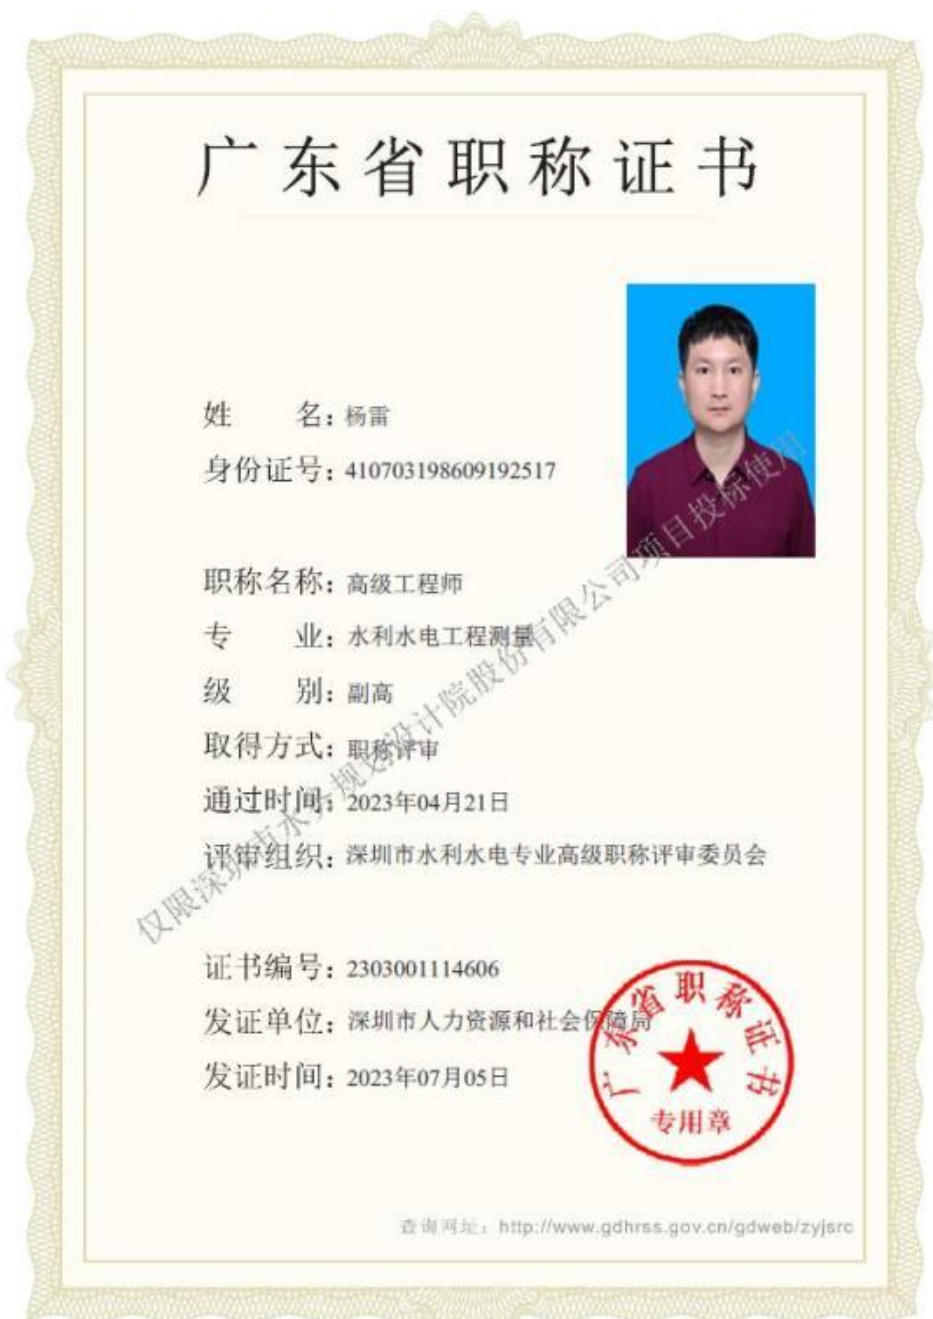 广东省职称证书
姓名：杨雷
身份证号：410703198609192517
职称名称：高级工程师
专业：水利水电工程测量
级别：副高
取得方式：职称评审
通过时间：2023年04月21日
评审组织：深圳市水利水电专业高级职称评审委员会
仅限深圳市水务规划设计院股份有限公司项目投标使用
证书编号：2303001114606
发证单位：深圳市人力资源和社会保障局
发证时间：2023年07月05日
广东省职称证书
专用章
查询网址：http://www.gdhrss.gov.cn/gdweb/zyjsrc